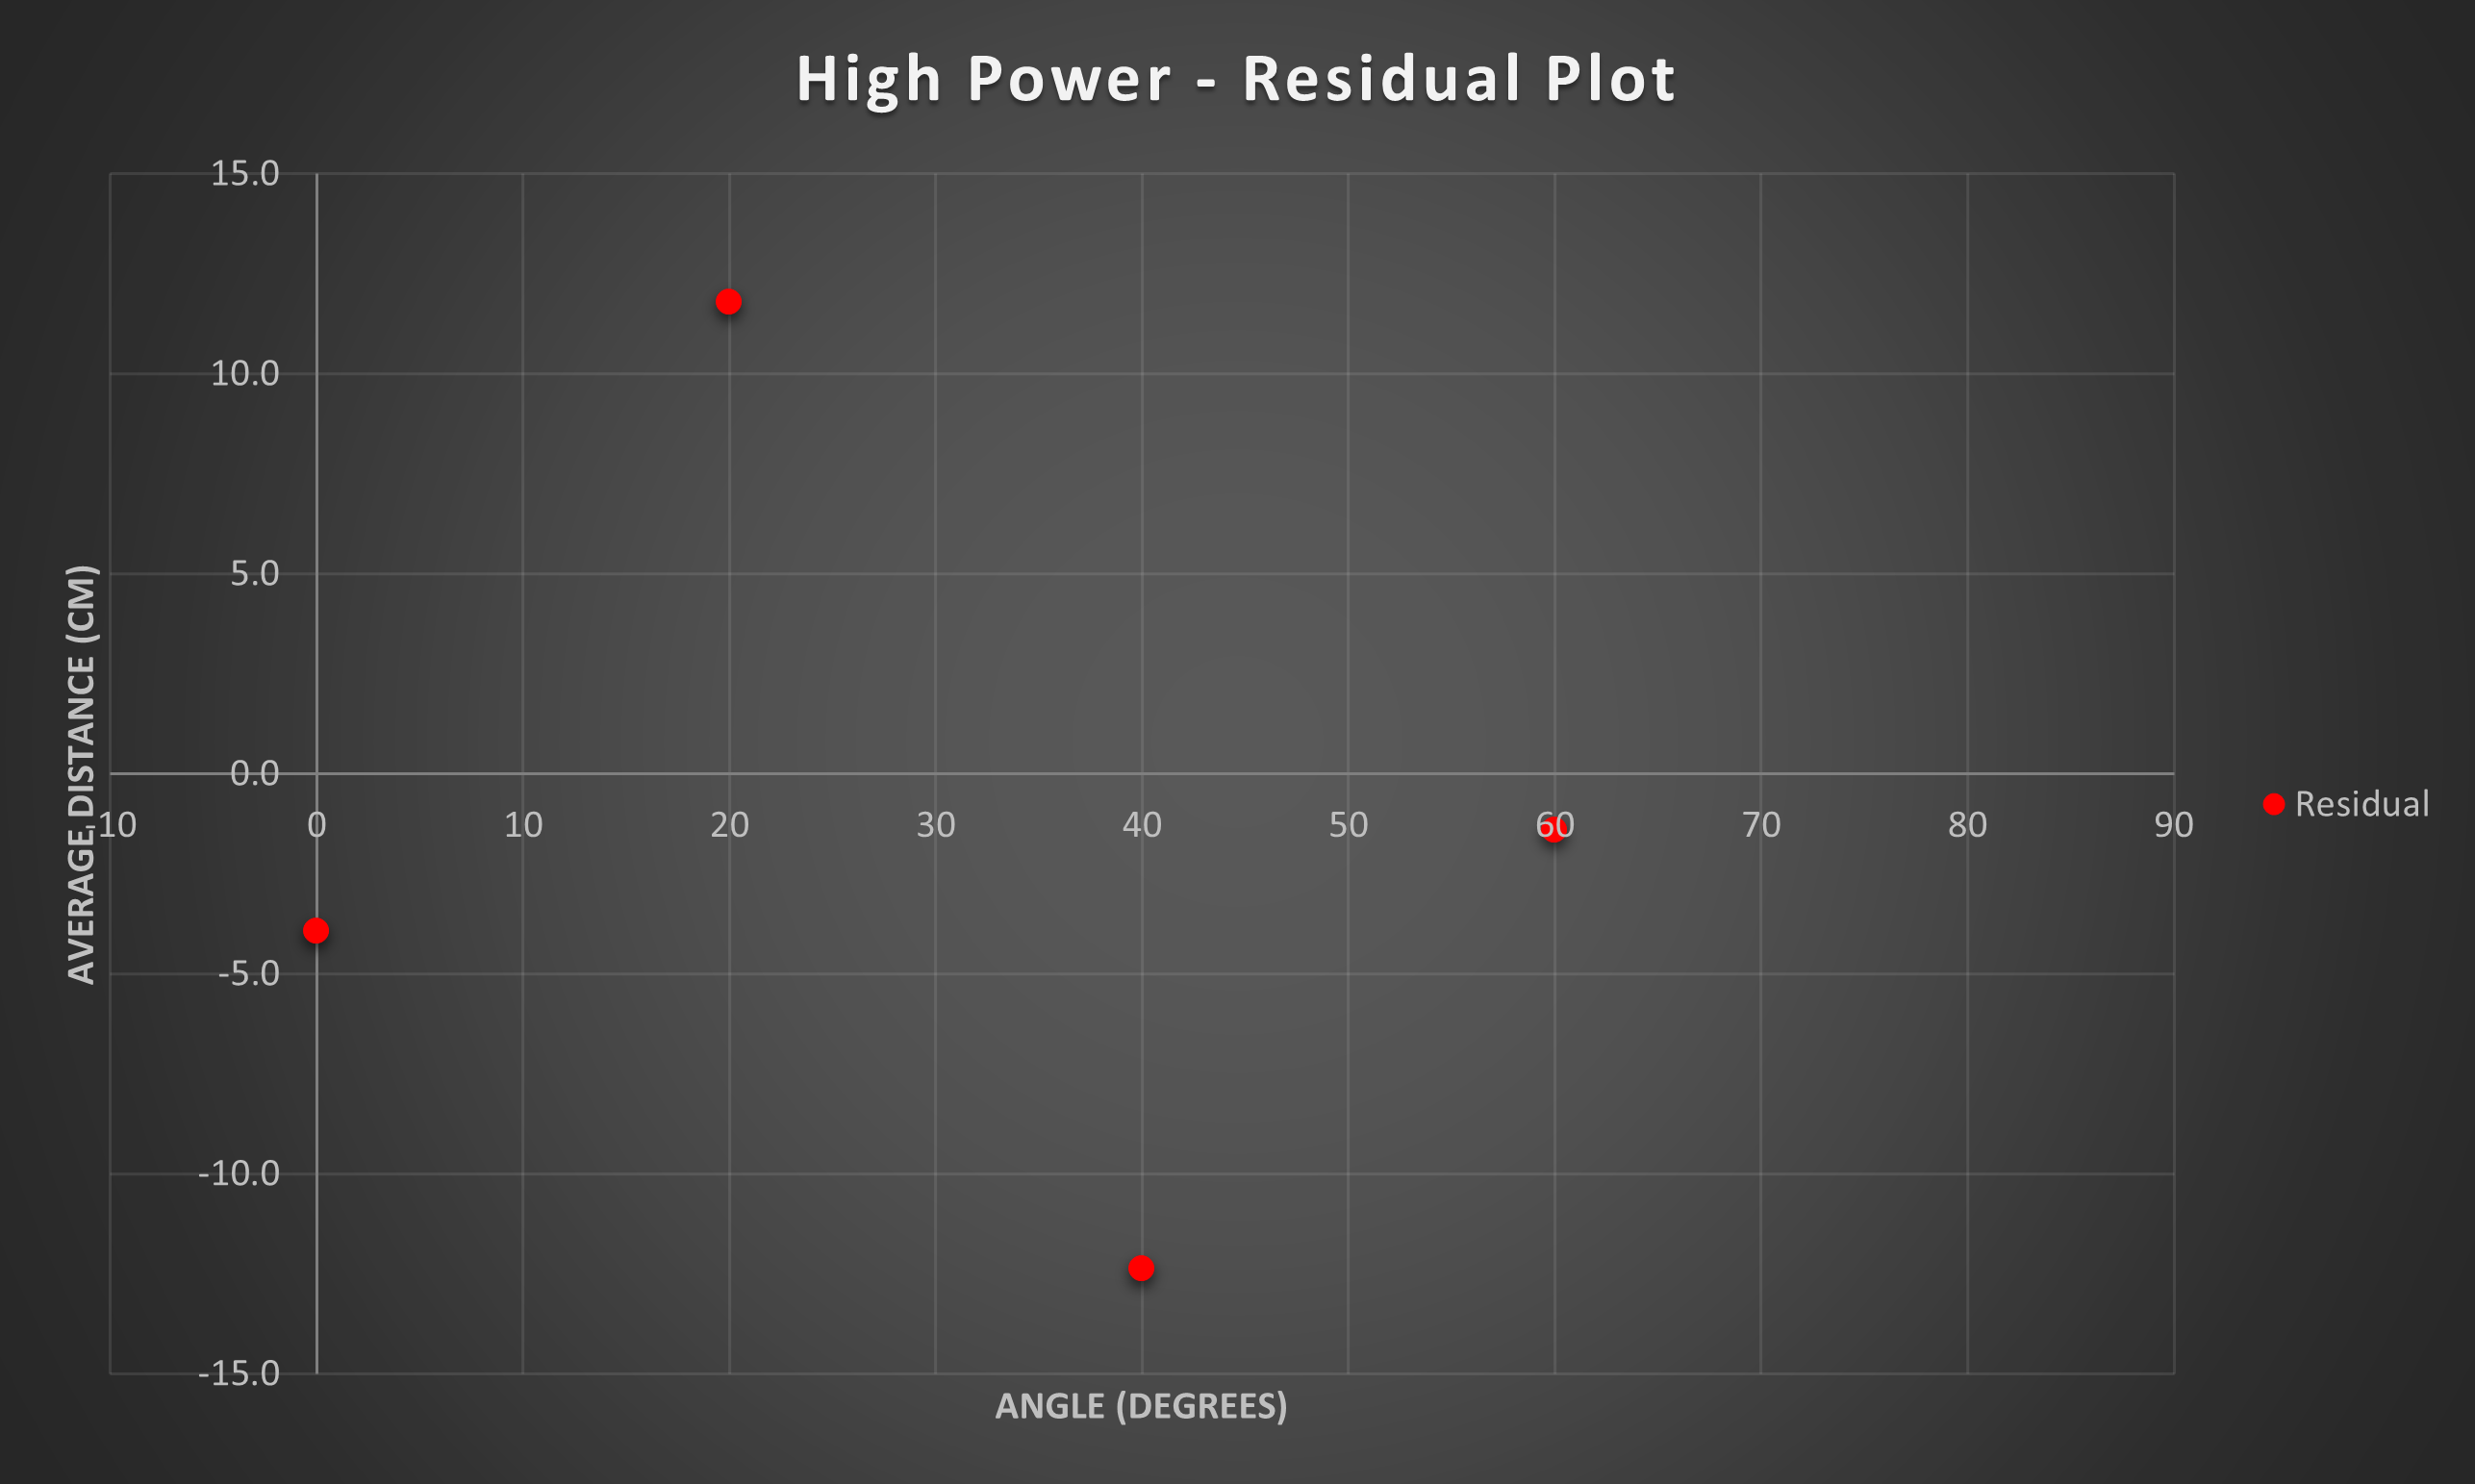 High Power - Residual Plot
15.0
10.0
5.0
0.0
-5.0
-10.0
-15.0
-10 0 10 20 30 40 50 60 70 80 90
AVERAGE DISTANCE (CM)
ANGLE (DEGREES)
Residual